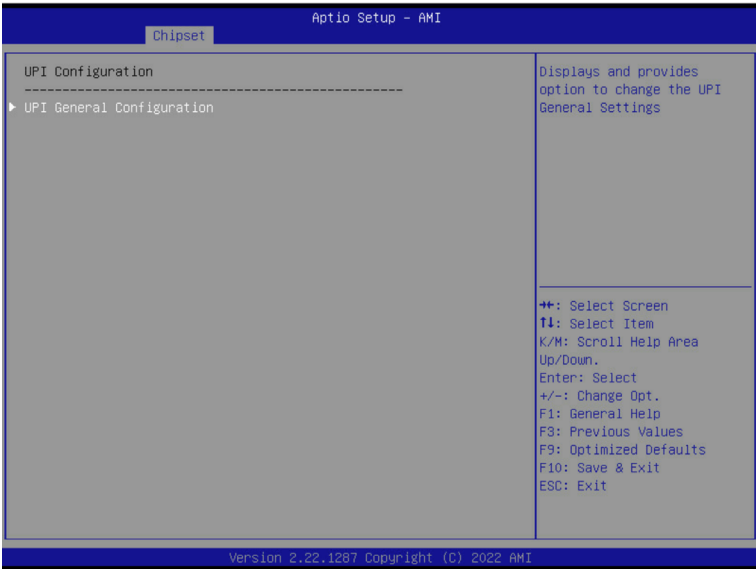 Aptio Setup – AMI
Chipset
UPI Configuration
--------------------------------------------------
▶ UPI General Configuration
Displays and provides
option to change the UPI
General Settings
→←: Select Screen
↑↓: Select Item
K/M: Scroll Help Area
Up/Down.
Enter: Select
+/-: Change Opt.
F1: General Help
F3: Previous Values
F9: Optimized Defaults
F10: Save & Exit
ESC: Exit
Version 2.22.1287 Copyright (C) 2022 AMI